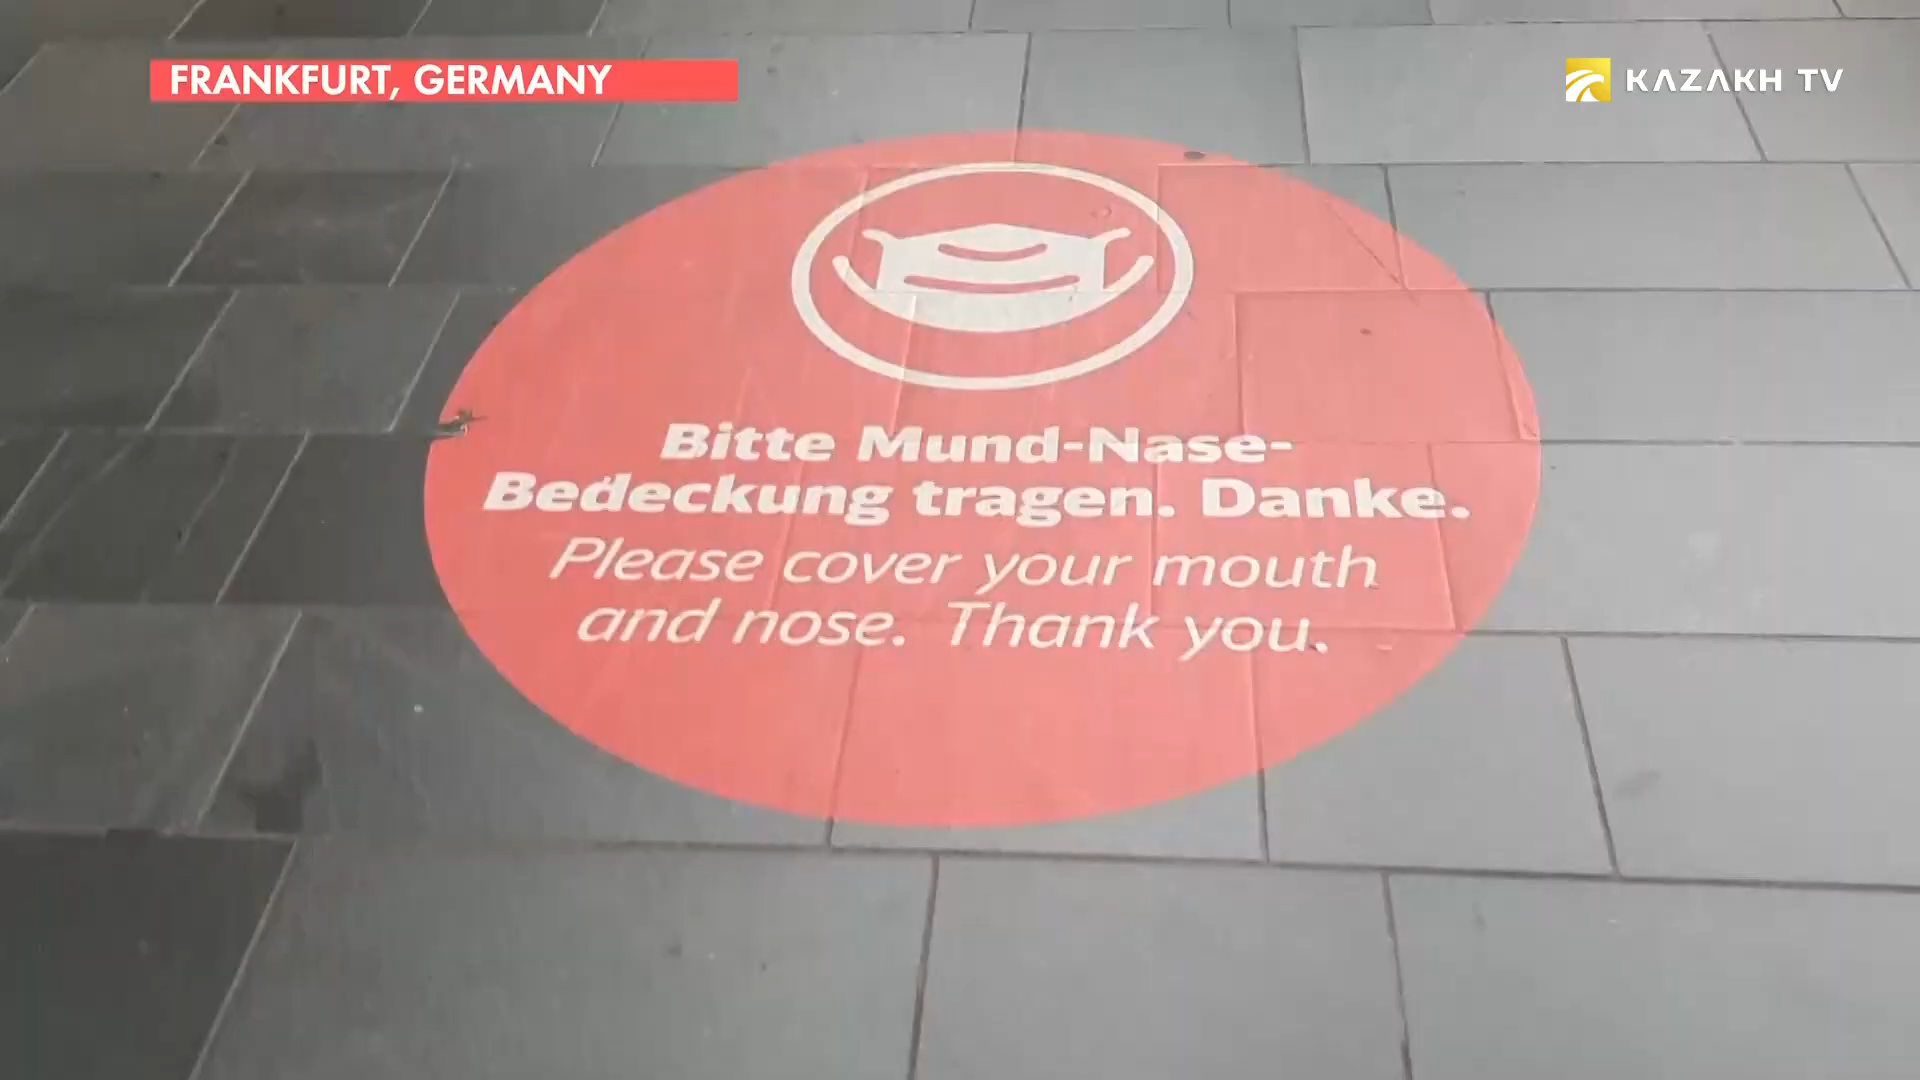 FRANKFURT, GERMANY
KAZAKH TV
Bitte Mund-Nase-
Bedeckung tragen. Danke.
Please cover your mouth
and nose. Thank you.